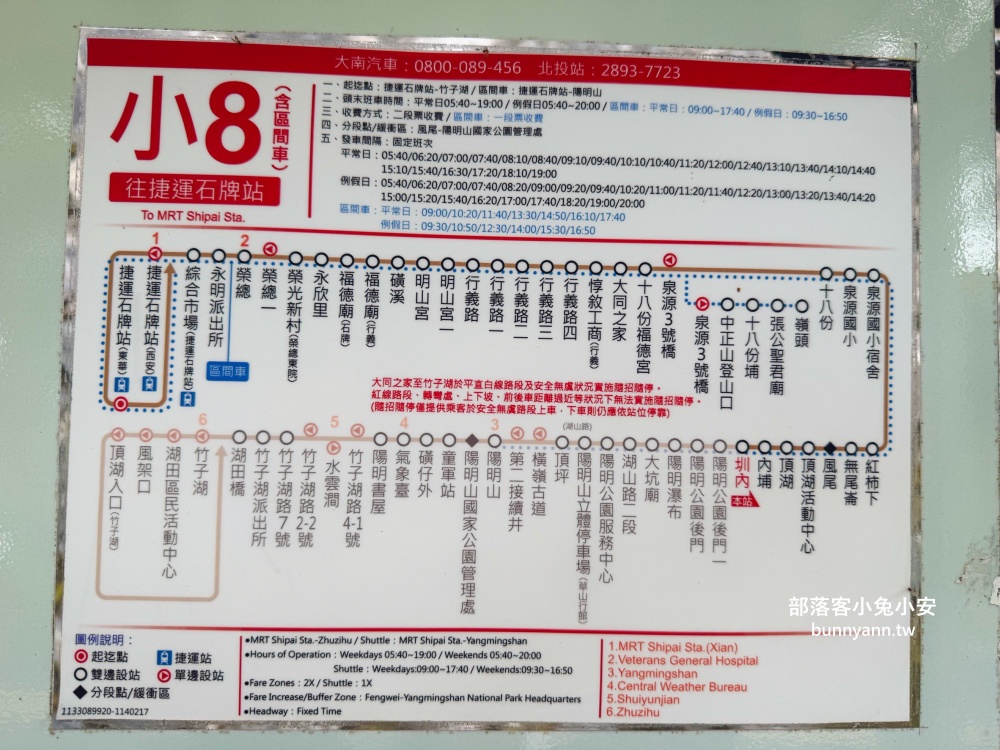 大南汽車：0800-089-456 北投站：2893-7723
小8
(含區間車)
往捷運石牌站
To MRT Shipai Sta.
一、起迄點：捷運石牌站-竹子湖 / 區間車：捷運石牌站-陽明山
二、頭末班車時間：平常日05:40~19:00 / 例假日05:40~20:00 / 區間車：平常日：09:00~17:40 / 例假日：09:30~16:50
三、收費方式：二段票收費 / 區間車：一段票收費
四、分段點/緩衝區：風尾-陽明山國家公園管理處
五、發車間隔：固定班次
平常日：05:40/06:20/07:00/07:40/08:10/08:40/09:10/09:40/10:10/10:40/11:20/12:00/12:40/13:10/13:40/14:10/14:40
15:10/15:40/16:30/17:20/18:10/19:00
例假日：05:40/06:20/07:00/07:40/08:20/09:00/09:20/09:40/10:20/11:00/11:20/11:40/12:20/13:00/13:20/13:40/14:20
15:00/15:20/15:40/16:20/17:00/17:40/18:20/19:00/20:00
區間車：平常日：09:00/10:20/11:40/13:30/14:50/16:10/17:40
例假日：09:30/10:50/12:30/14:00/15:30/16:50
1
2
捷運石牌站(東華)
捷運石牌站(西安)
綜合市場(捷運石牌站)
永明派出所
榮總
區間車
榮總一
榮光新村(榮總東院)
永欣里
福德廟(石牌)
福德廟(行義)
磺溪
明山宮
明山宮一
行義路
行義路一
行義路二
行義路三
行義路四
惇敘工商(行義)
大同之家
十八份福德宮
泉源3號橋
泉源3號橋
中正山登山口
十八份埔
張公聖君廟
嶺頭
十八份
泉源國小
泉源國小宿舍
大同之家至竹子湖於平直白線路段及安全無虞狀況實施隨招隨停。
紅線路段、轉彎處、上下坡、前後車距離過近等狀況下無法實施隨招隨停。
(隨招隨停僅提供乘客於安全無虞路段上車，下車則仍應依站位停靠)
6
5
4
3
(湖山路)
頂湖入口(竹子湖)
風架口
湖田區民活動中心
竹子湖
湖田橋
竹子湖派出所
竹子湖路7號
竹子湖路2-2號
水雲澗
竹子湖路4-1號
陽明書屋
氣象臺
磺仔外
童軍站
陽明山國家公園管理處
陽明山
第二接續井
橫嶺古道
頂坪
陽明山立體停車場(華山行館)
陽明公園服務中心
湖山路二段
大坑廟
陽明瀑布
陽明公園後門
陽明公園後門一
圳內
本站
內埔
頂湖
頂湖活動中心
風尾
無尾崙
紅柿下
部落客小兔小安
bunnyann.tw
圖例說明：
起迄點 捷運站
雙邊設站 單邊設站
分段點/緩衝區
1133089920-1140217
●MRT Shipai Sta.-Zhuzihu / Shuttle：MRT Shipai Sta.-Yangmingshan
●Hours of Operation：Weekdays 05:40~19:00 / Weekends 05:40~20:00
Shuttle：Weekdays:09:00~17:40 / Weekends:09:30~16:50
●Fare Zones：2X / Shuttle：1X
●Fare Increase/Buffer Zone：Fengwei-Yangmingshan National Park Headquarters
●Headway：Fixed Time
1.MRT Shipai Sta.(Xian)
2.Veterans General Hospital
3.Yangmingshan
4.Central Weather Bureau
5.Shuiyunjian
6.Zhuzihu